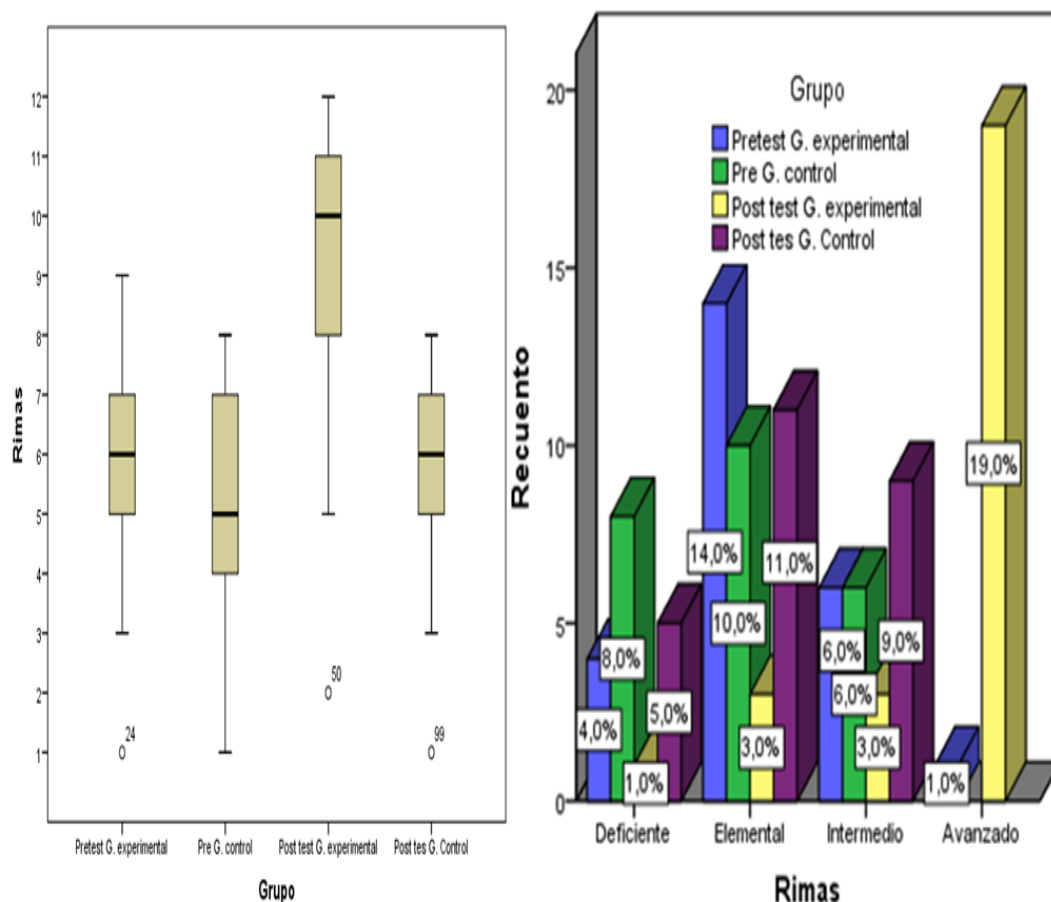 12
11
10
9
8
7
6
5
4
3
2
1
Rimas
24
50
99
Pretest G. experimental
Pre G. control
Post test G. experimental
Post tes G. Control
Grupo
20
15
10
5
0
Recuento
Grupo
Pretest G. experimental
Pre G. control
Post test G. experimental
Post tes G. Control
4,0%
8,0%
1,0%
5,0%
14,0%
10,0%
3,0%
11,0%
6,0%
6,0%
3,0%
9,0%
1,0%
19,0%
Deficiente
Elemental
Intermedio
Avanzado
Rimas